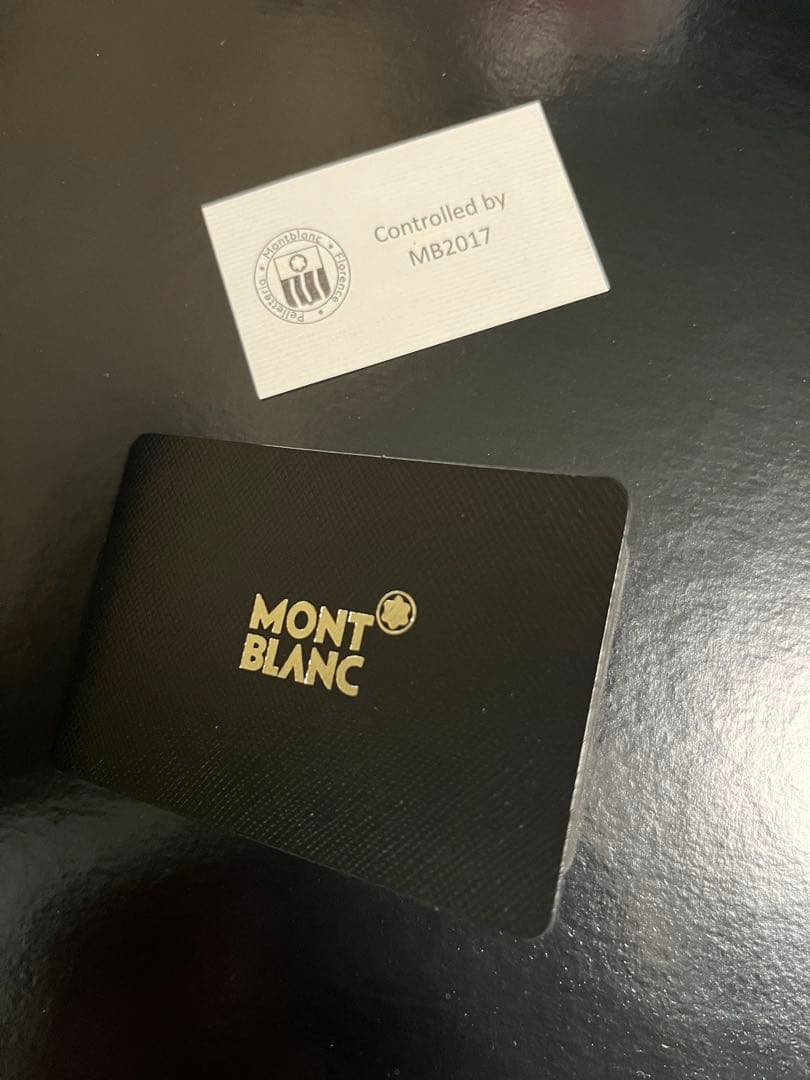 Montblanc • Florence • Pelletteria •
Controlled by
MB2017
MONT
BLANC